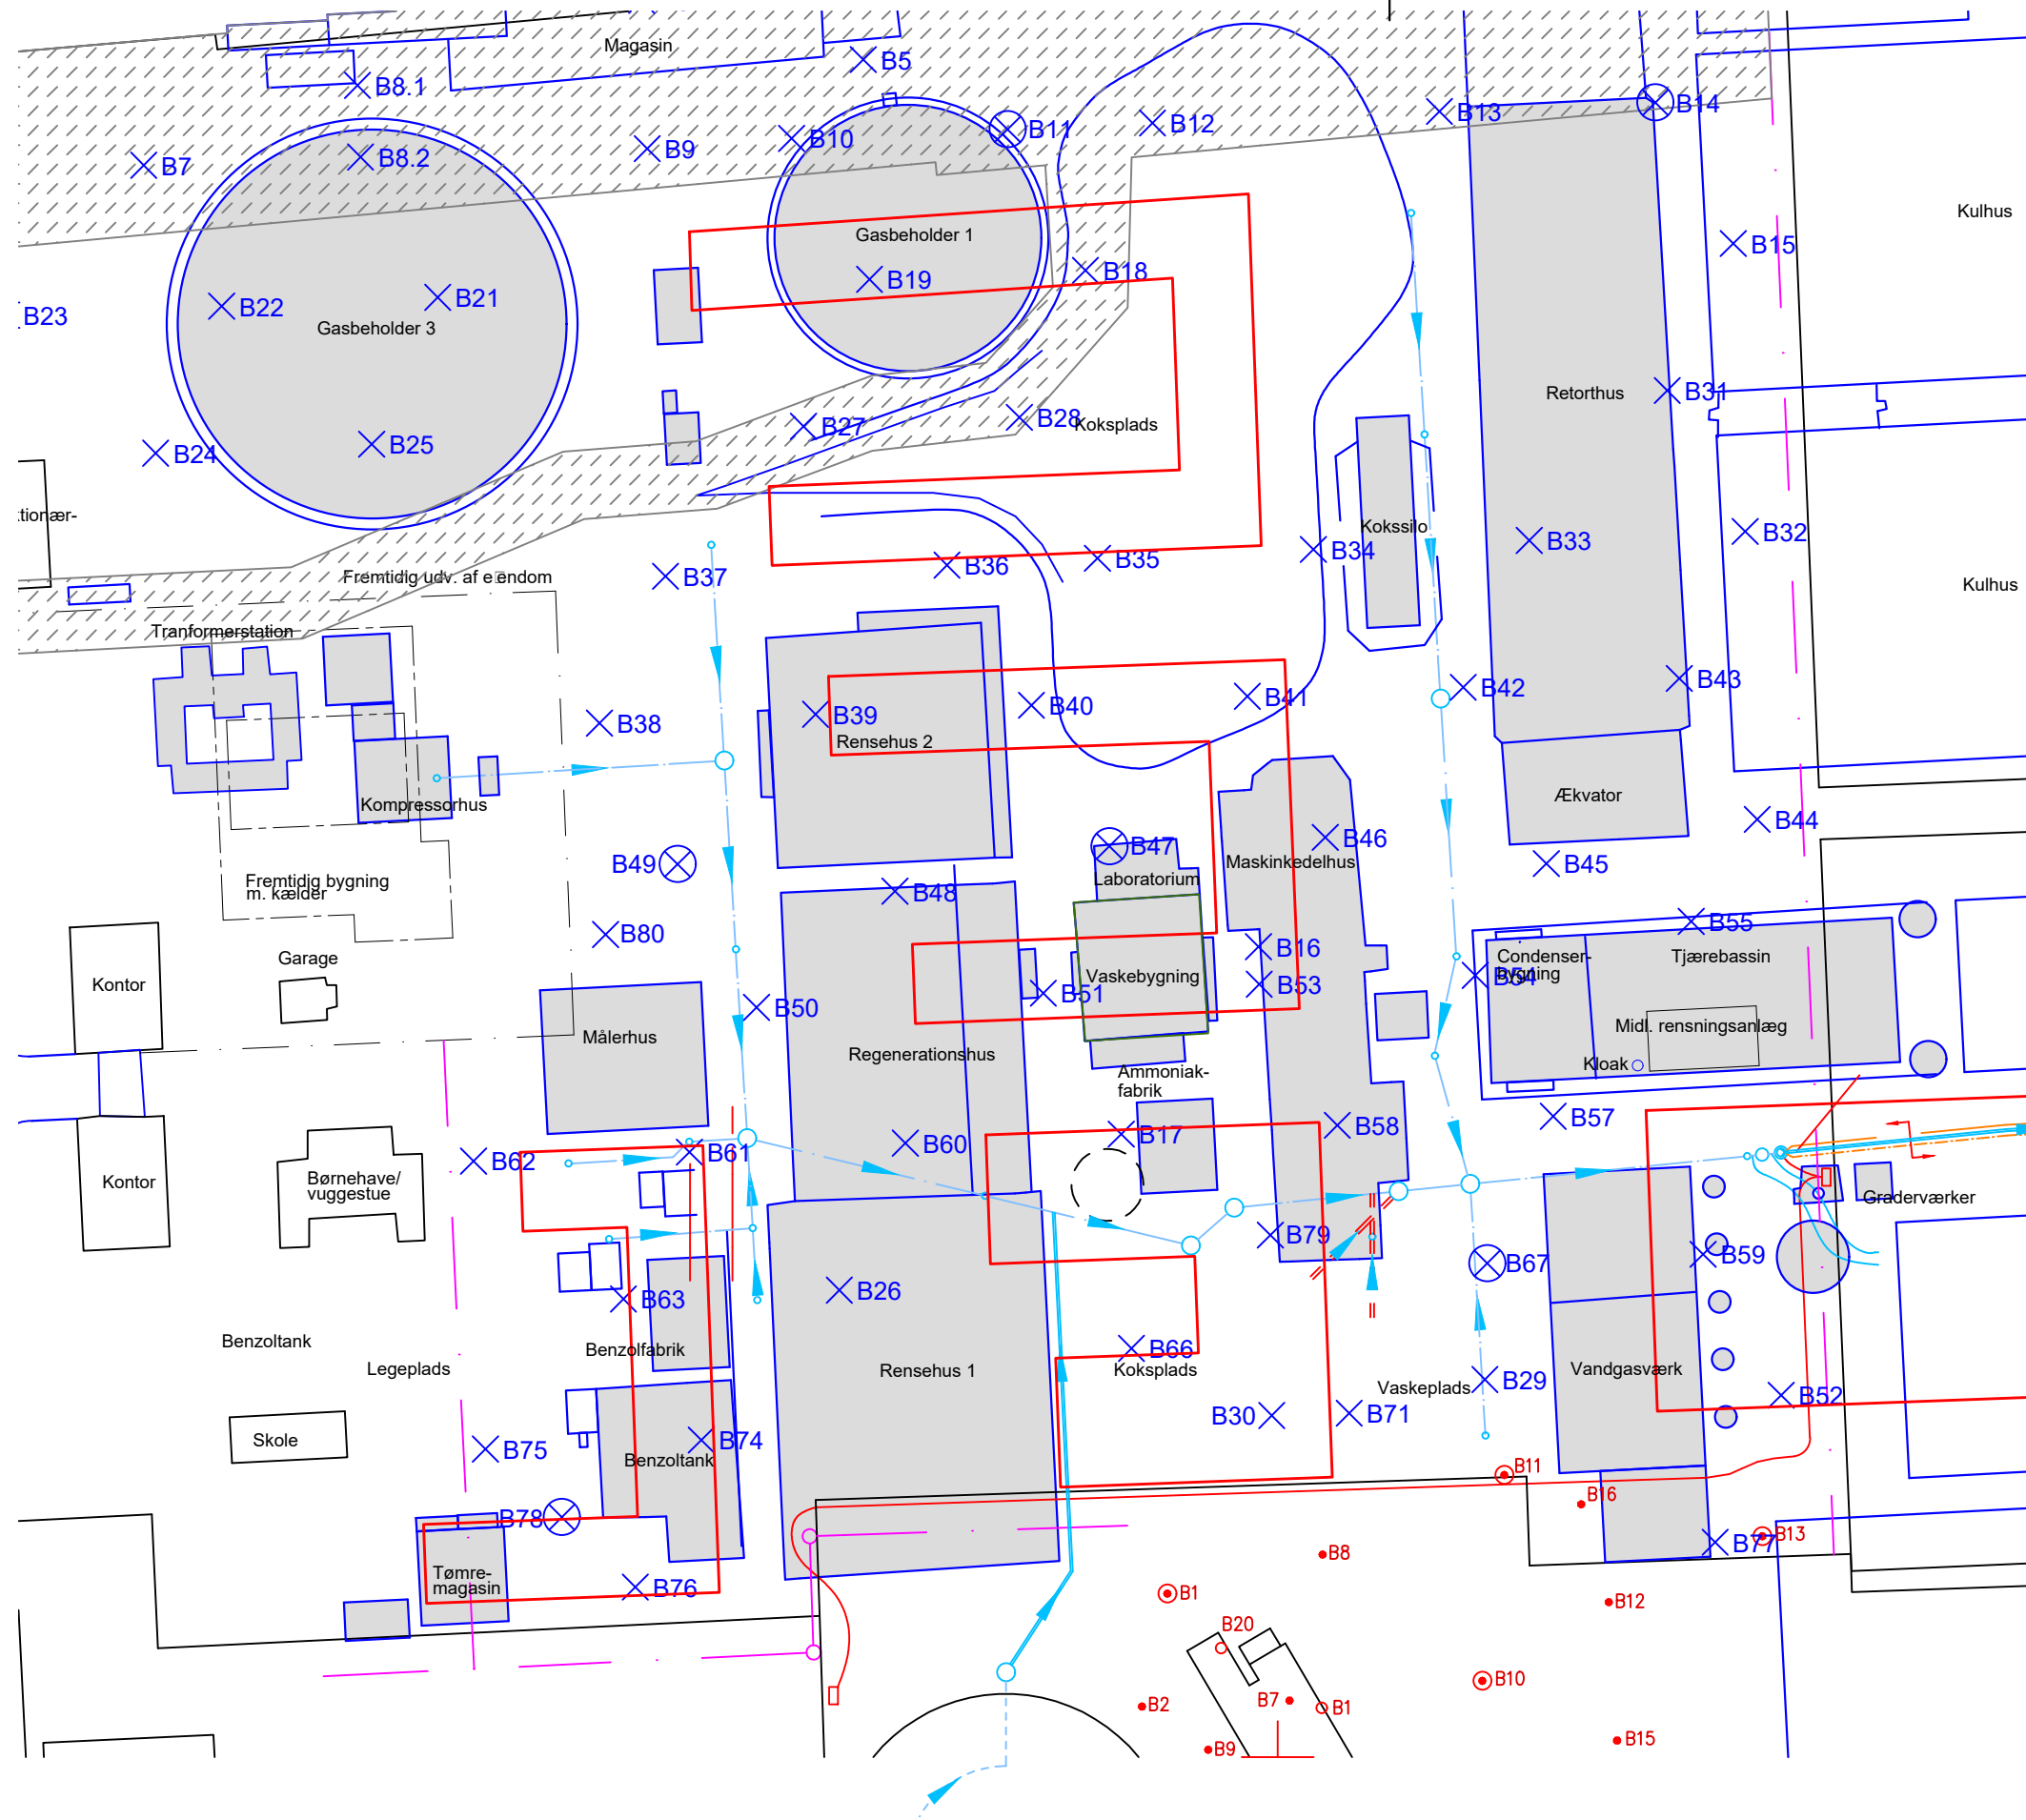 Magasin
B5
B8.1
B11
B12
B13
B14
B7
B8.2
B9
B10
Kulhus
Gasbeholder 1
B15
B18
B19
B23
B22
B21
Gasbeholder 3
Retorthus
B31
B24
B25
B27
B28
Koksplads
tionær-
Kokssilo
B32
B33
B34
B35
B36
B37
Fremtidig udv. af e endom
Kulhus
Tranformerstation
B38
B39
B40
B41
B42
B43
Rensehus 2
Kompressorhus
Ækvator
B44
B49
B47
B46
B45
Maskinkedelhus
Fremtidig bygning
m. kælder
Laboratorium
B48
B80
B16
B55
Garage
Kontor
Vaskebygning
B53
B51
Condenser-
bygning
B54
Tjærebassin
B50
Målerhus
Regenerationshus
Midl. rensningsanlæg
Kloak
Ammoniak-
fabrik
B62
B61
B60
B17
B58
B57
Kontor
Børnehave/
vuggestue
Graderværker
B79
B67
B59
B63
B26
Benzoltank
Legeplads
Benzolfabrik
Rensehus 1
B66
Koksplads
Vaskeplads
B29
Vandgasværk
B52
B30
B71
Skole
B75
B74
Benzoltank
B11
B16
B78
B13
B77
B8
Tømre-
magasin
B76
B1
B12
B20
B10
B2
B7
B1
B9
B15